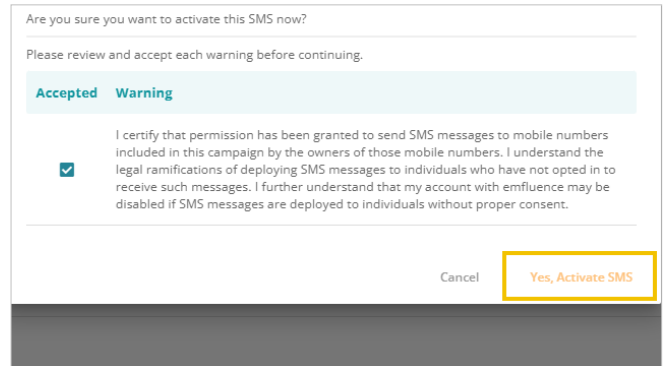 Are you sure you want to activate this SMS now?
Please review and accept each warning before continuing.
Accepted Warning
I certify that permission has been granted to send SMS messages to mobile numbers
included in this campaign by the owners of those mobile numbers. I understand the
legal ramifications of deploying SMS messages to individuals who have not opted in to
receive such messages. I further understand that my account with emfluence may be
disabled if SMS messages are deployed to individuals without proper consent.
Cancel Yes, Activate SMS